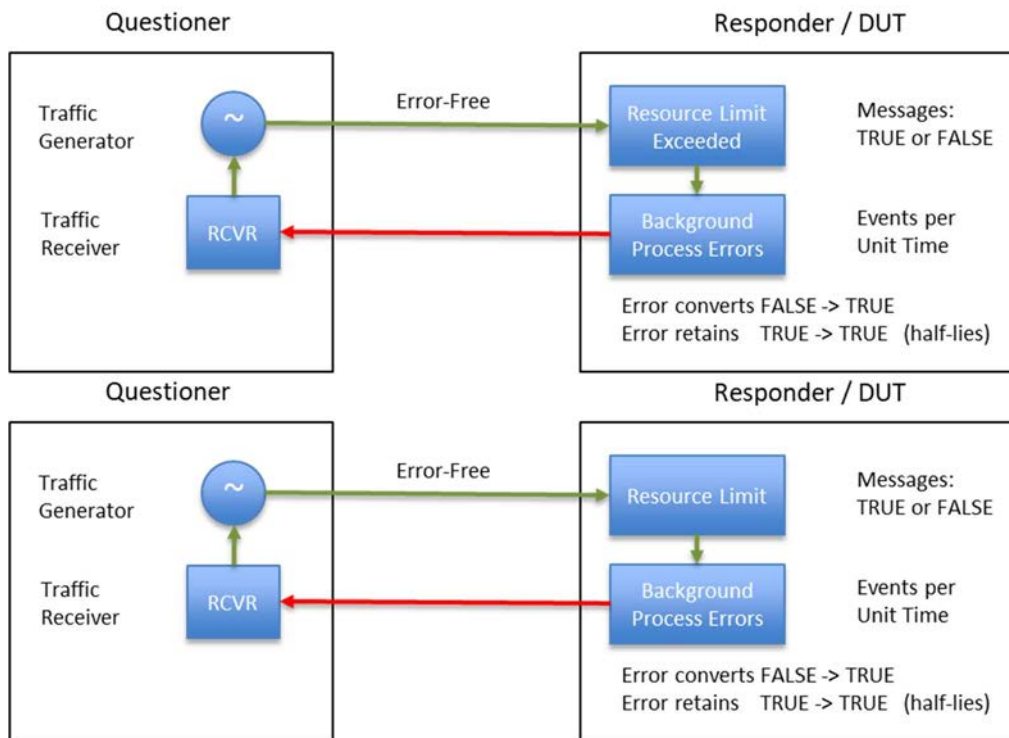 Questioner
Responder / DUT
Traffic
Generator
~
Error-Free
Resource Limit
Exceeded
Messages:
TRUE or FALSE
Traffic
Receiver
RCVR
Background
Process Errors
Events per
Unit Time
Error converts FALSE -> TRUE
Error retains TRUE -> TRUE (half-lies)
Questioner
Responder / DUT
Traffic
Generator
~
Error-Free
Resource Limit
Messages:
TRUE or FALSE
Traffic
Receiver
RCVR
Background
Process Errors
Events per
Unit Time
Error converts FALSE -> TRUE
Error retains TRUE -> TRUE (half-lies)